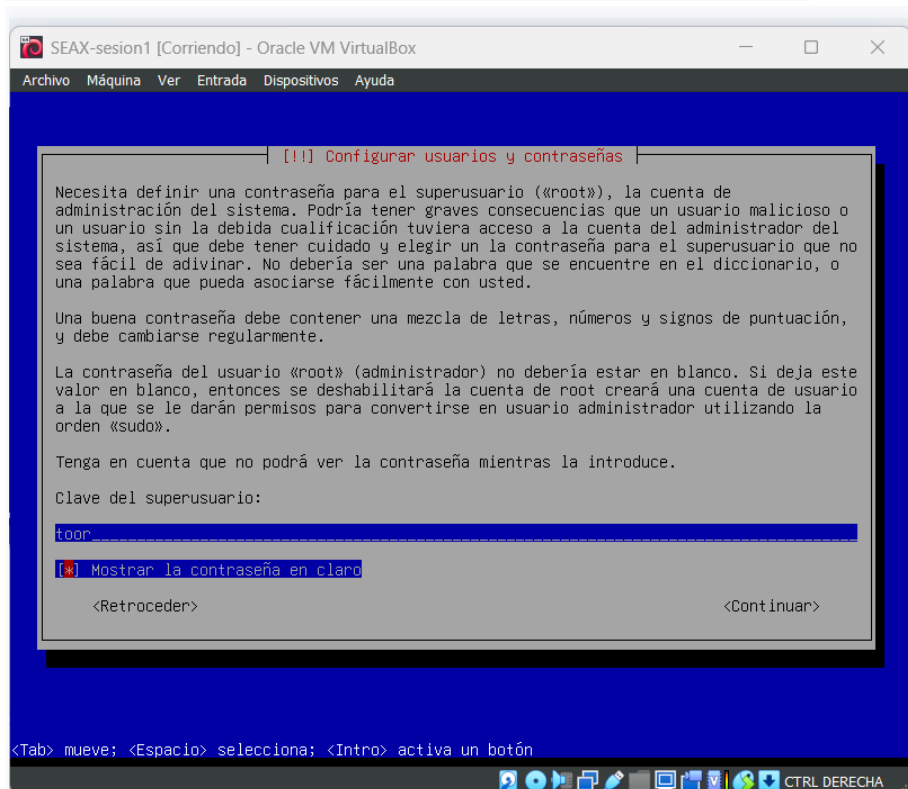 SEAX-sesion1 [Corriendo] - Oracle VM VirtualBox
Archivo Máquina Ver Entrada Dispositivos Ayuda
[!!] Configurar usuarios y contraseñas
Necesita definir una contraseña para el superusuario («root»), la cuenta de
administración del sistema. Podría tener graves consecuencias que un usuario malicioso o
un usuario sin la debida cualificación tuviera acceso a la cuenta del administrador del
sistema, así que debe tener cuidado y elegir un la contraseña para el superusuario que no
sea fácil de adivinar. No debería ser una palabra que se encuentre en el diccionario, o
una palabra que pueda asociarse fácilmente con usted.
Una buena contraseña debe contener una mezcla de letras, números y signos de puntuación,
y debe cambiarse regularmente.
La contraseña del usuario «root» (administrador) no debería estar en blanco. Si deja este
valor en blanco, entonces se deshabilitará la cuenta de root creará una cuenta de usuario
a la que se le darán permisos para convertirse en usuario administrador utilizando la
orden «sudo».
Tenga en cuenta que no podrá ver la contraseña mientras la introduce.
Clave del superusuario:
toor
[*] Mostrar la contraseña en claro
<Retroceder> <Continuar>
<Tab> mueve; <Espacio> selecciona; <Intro> activa un botón
CTRL DERECHA